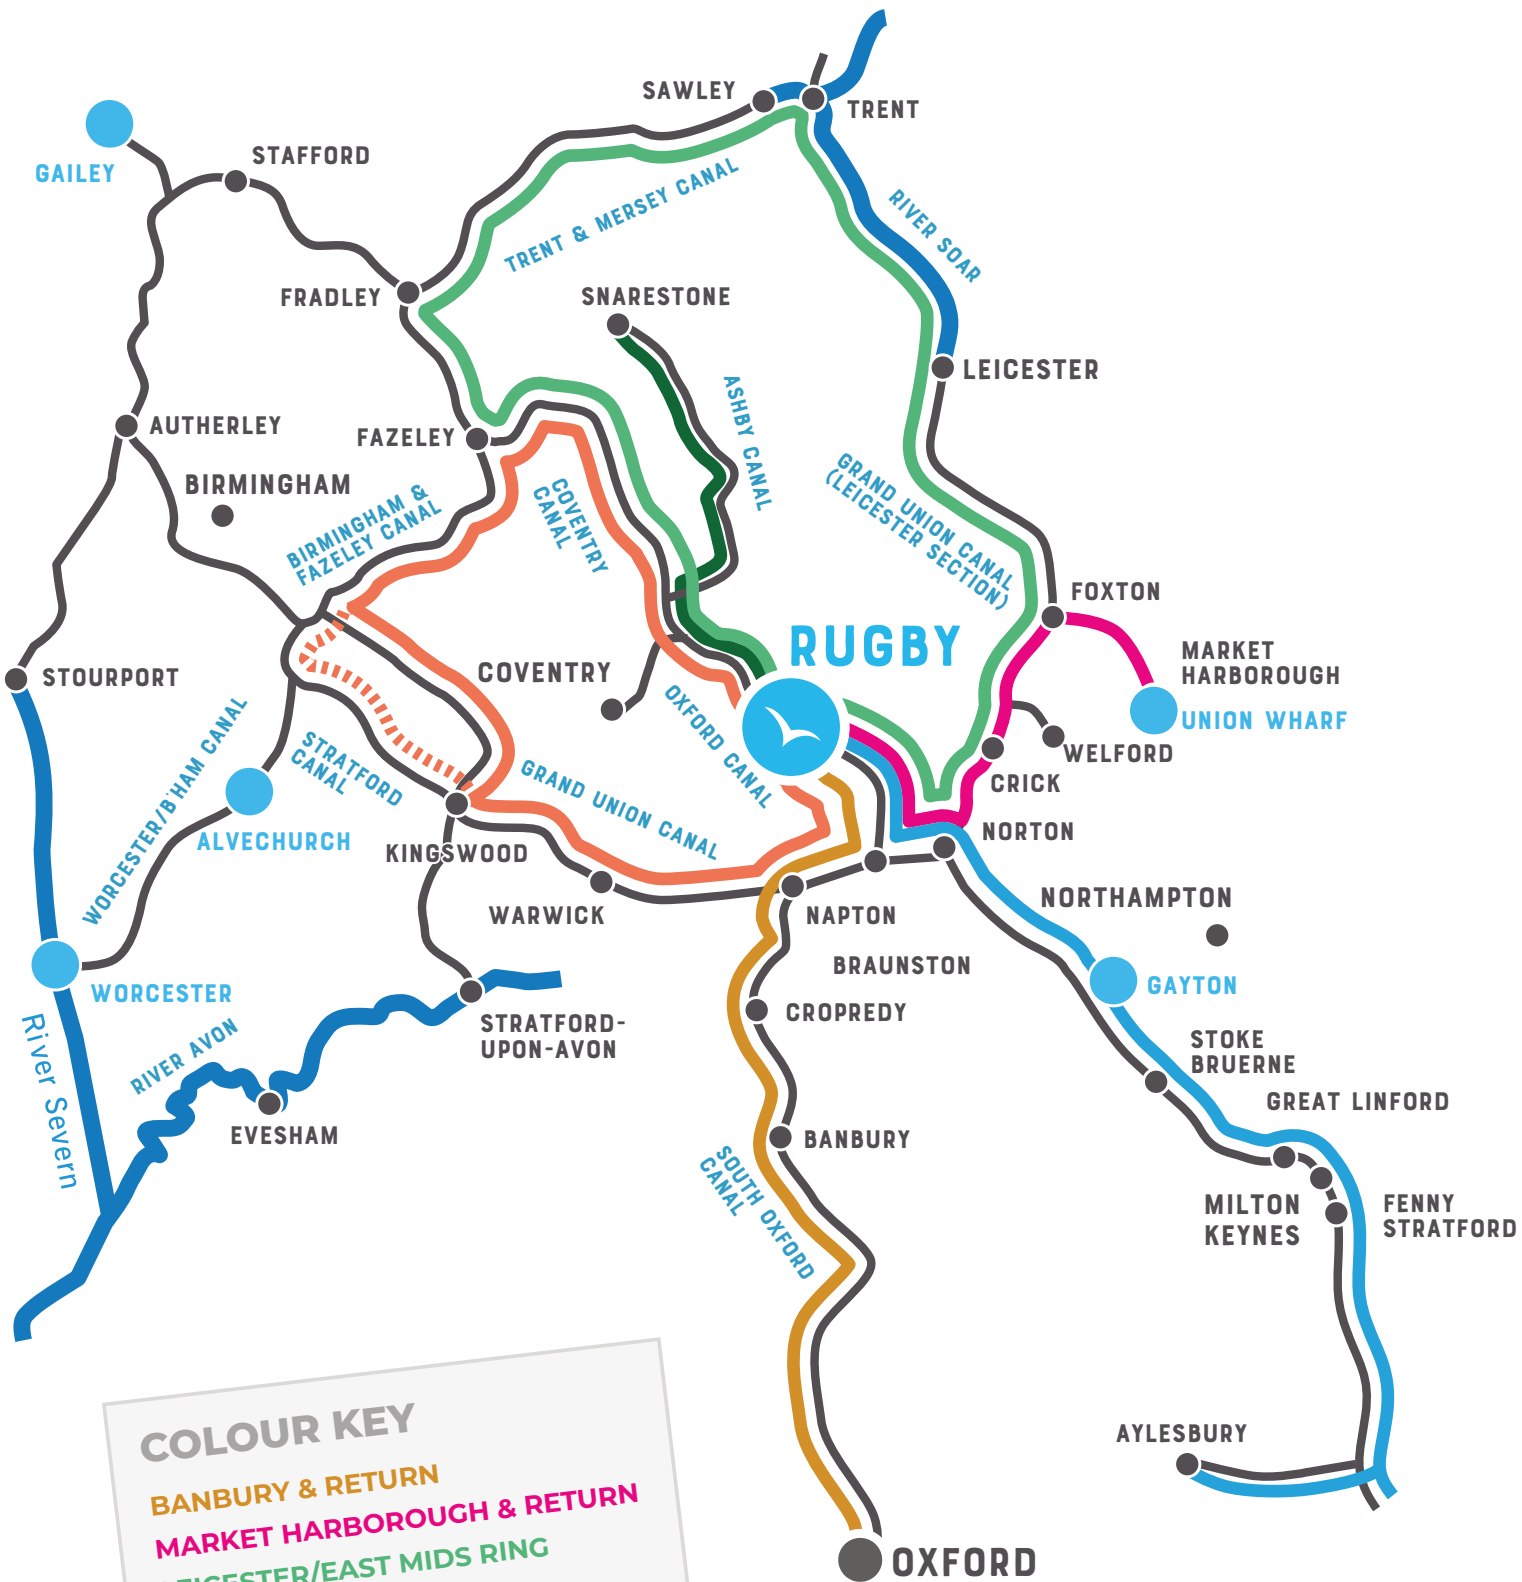 SAWLEY
TRENT
STAFFORD
GAILEY
TRENT & MERSEY CANAL
RIVER SOAR
FRADLEY
SNARESTONE
LEICESTER
ASHBY CANAL
AUTHERLEY
FAZELEY
BIRMINGHAM
BIRMINGHAM &
FAZELEY CANAL
COVENTRY
CANAL
GRAND UNION CANAL
(LEICESTER SECTION)
FOXTON
RUGBY
MARKET
HARBOROUGH
UNION WHARF
STOURPORT
COVENTRY
OXFORD CANAL
WELFORD
CRICK
WORCESTER/B'HAM CANAL
STRATFORD
CANAL
GRAND UNION CANAL
ALVECHURCH
KINGSWOOD
NORTON
NORTHAMPTON
WARWICK
NAPTON
BRAUNSTON
GAYTON
WORCESTER
CROPREDY
STRATFORD-
UPON-AVON
River Severn
RIVER AVON
STOKE
BRUERNE
GREAT LINFORD
EVESHAM
BANBURY
SOUTH OXFORD
CANAL
MILTON
KEYNES
FENNY
STRATFORD
COLOUR KEY
BANBURY & RETURN
MARKET HARBOROUGH & RETURN
LEICESTER/EAST MIDS RING
AYLESBURY
OXFORD